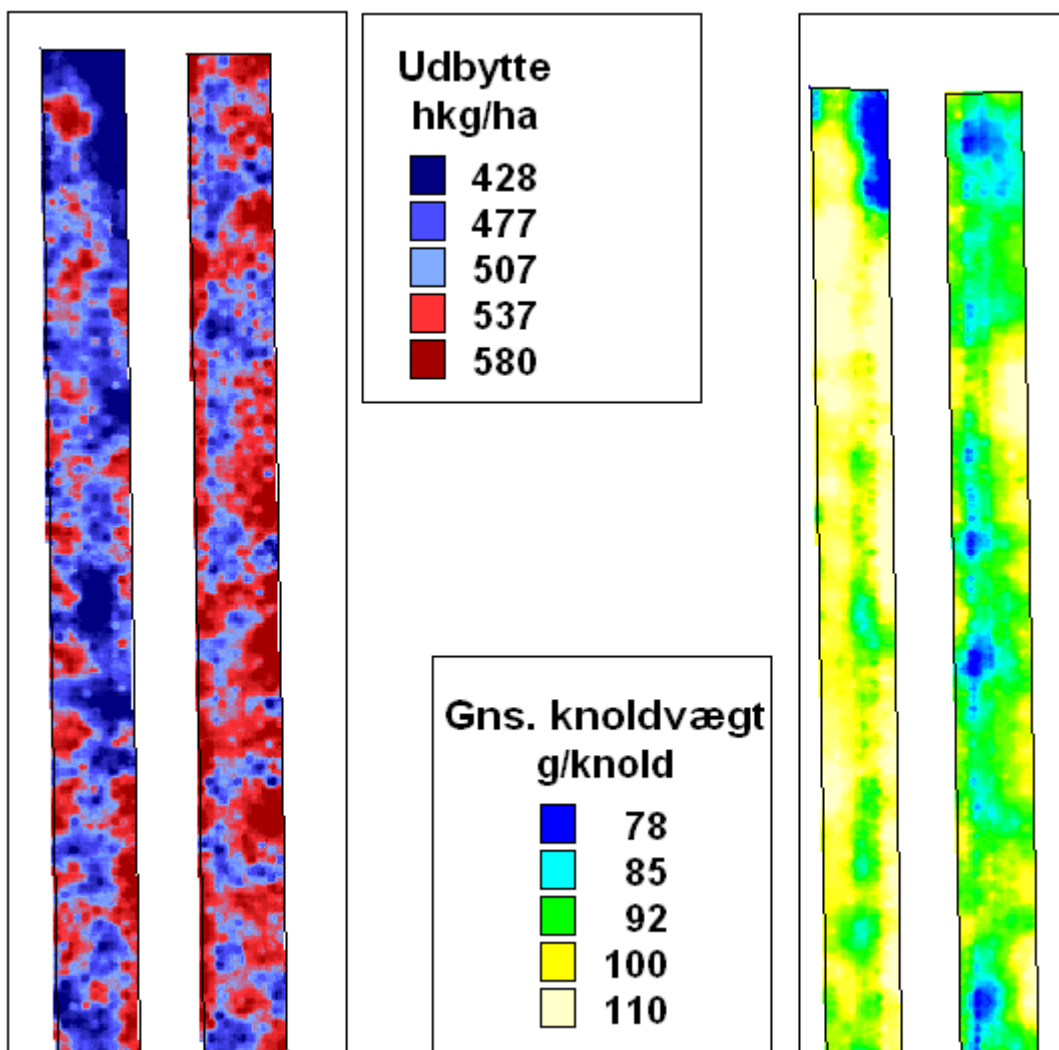 Udbytte
hkg/ha
428
477
507
537
580
Gns. knoldvægt
g/knold
78
85
92
100
110